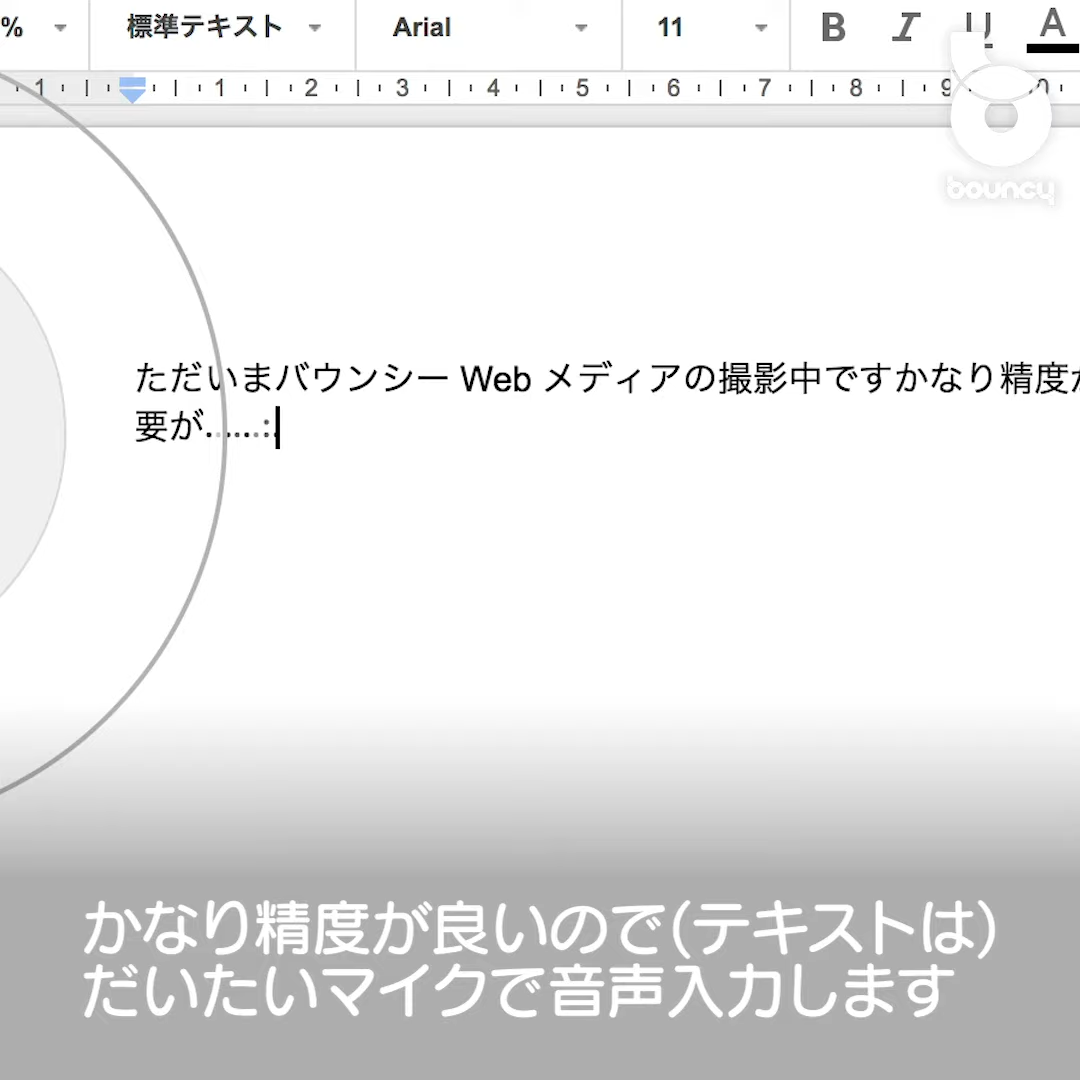 % 標準テキスト Arial 11 B I U A
1 1 2 3 4 5 6 7 8 9
bouncy
ただいまバウンシー Web メディアの撮影中ですかなり精度
要が……:.
かなり精度が良いので(テキストは)
だいたいマイクで音声入力します